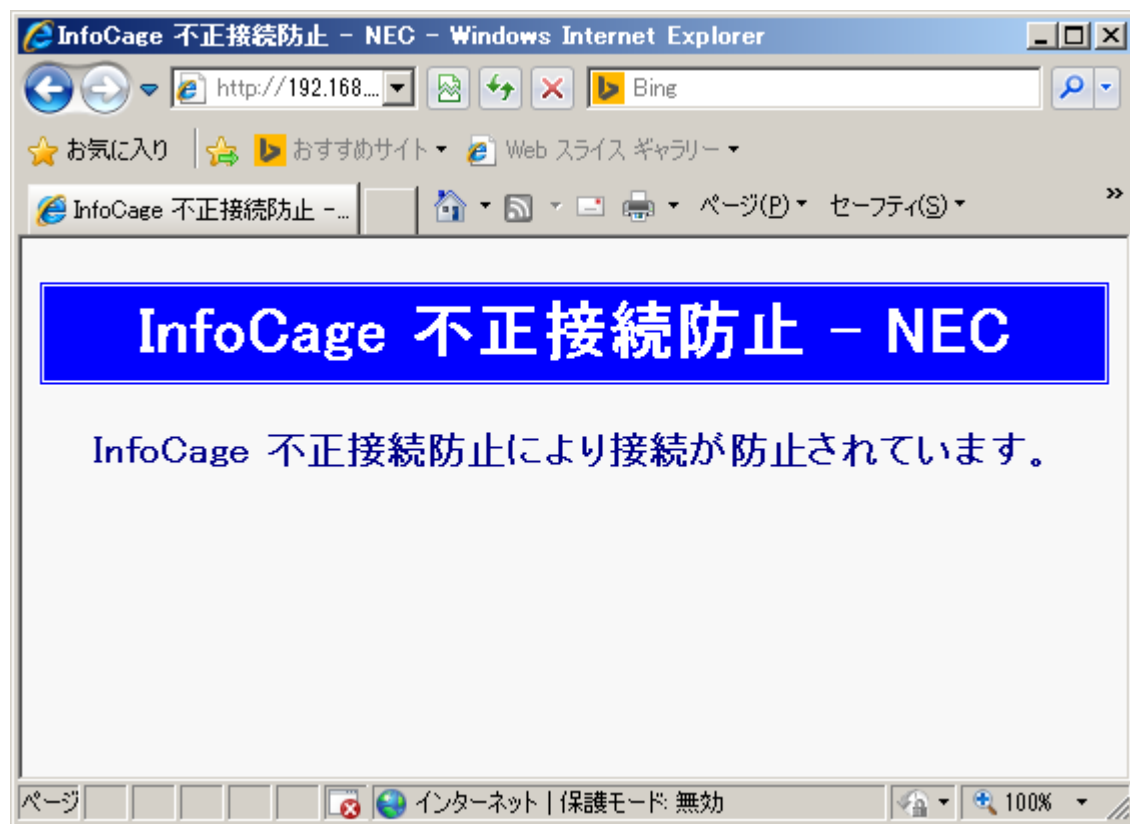 InfoCage 不正接続防止 - NEC - Windows Internet Explorer
http://192.168....
Bing
お気に入り
おすすめサイト
Web スライス ギャラリー
InfoCage 不正接続防止 -...
ページ(P)
セーフティ(S)
»
InfoCage 不正接続防止 - NEC
InfoCage 不正接続防止により接続が防止されています。
ページ
インターネット | 保護モード: 無効
100%